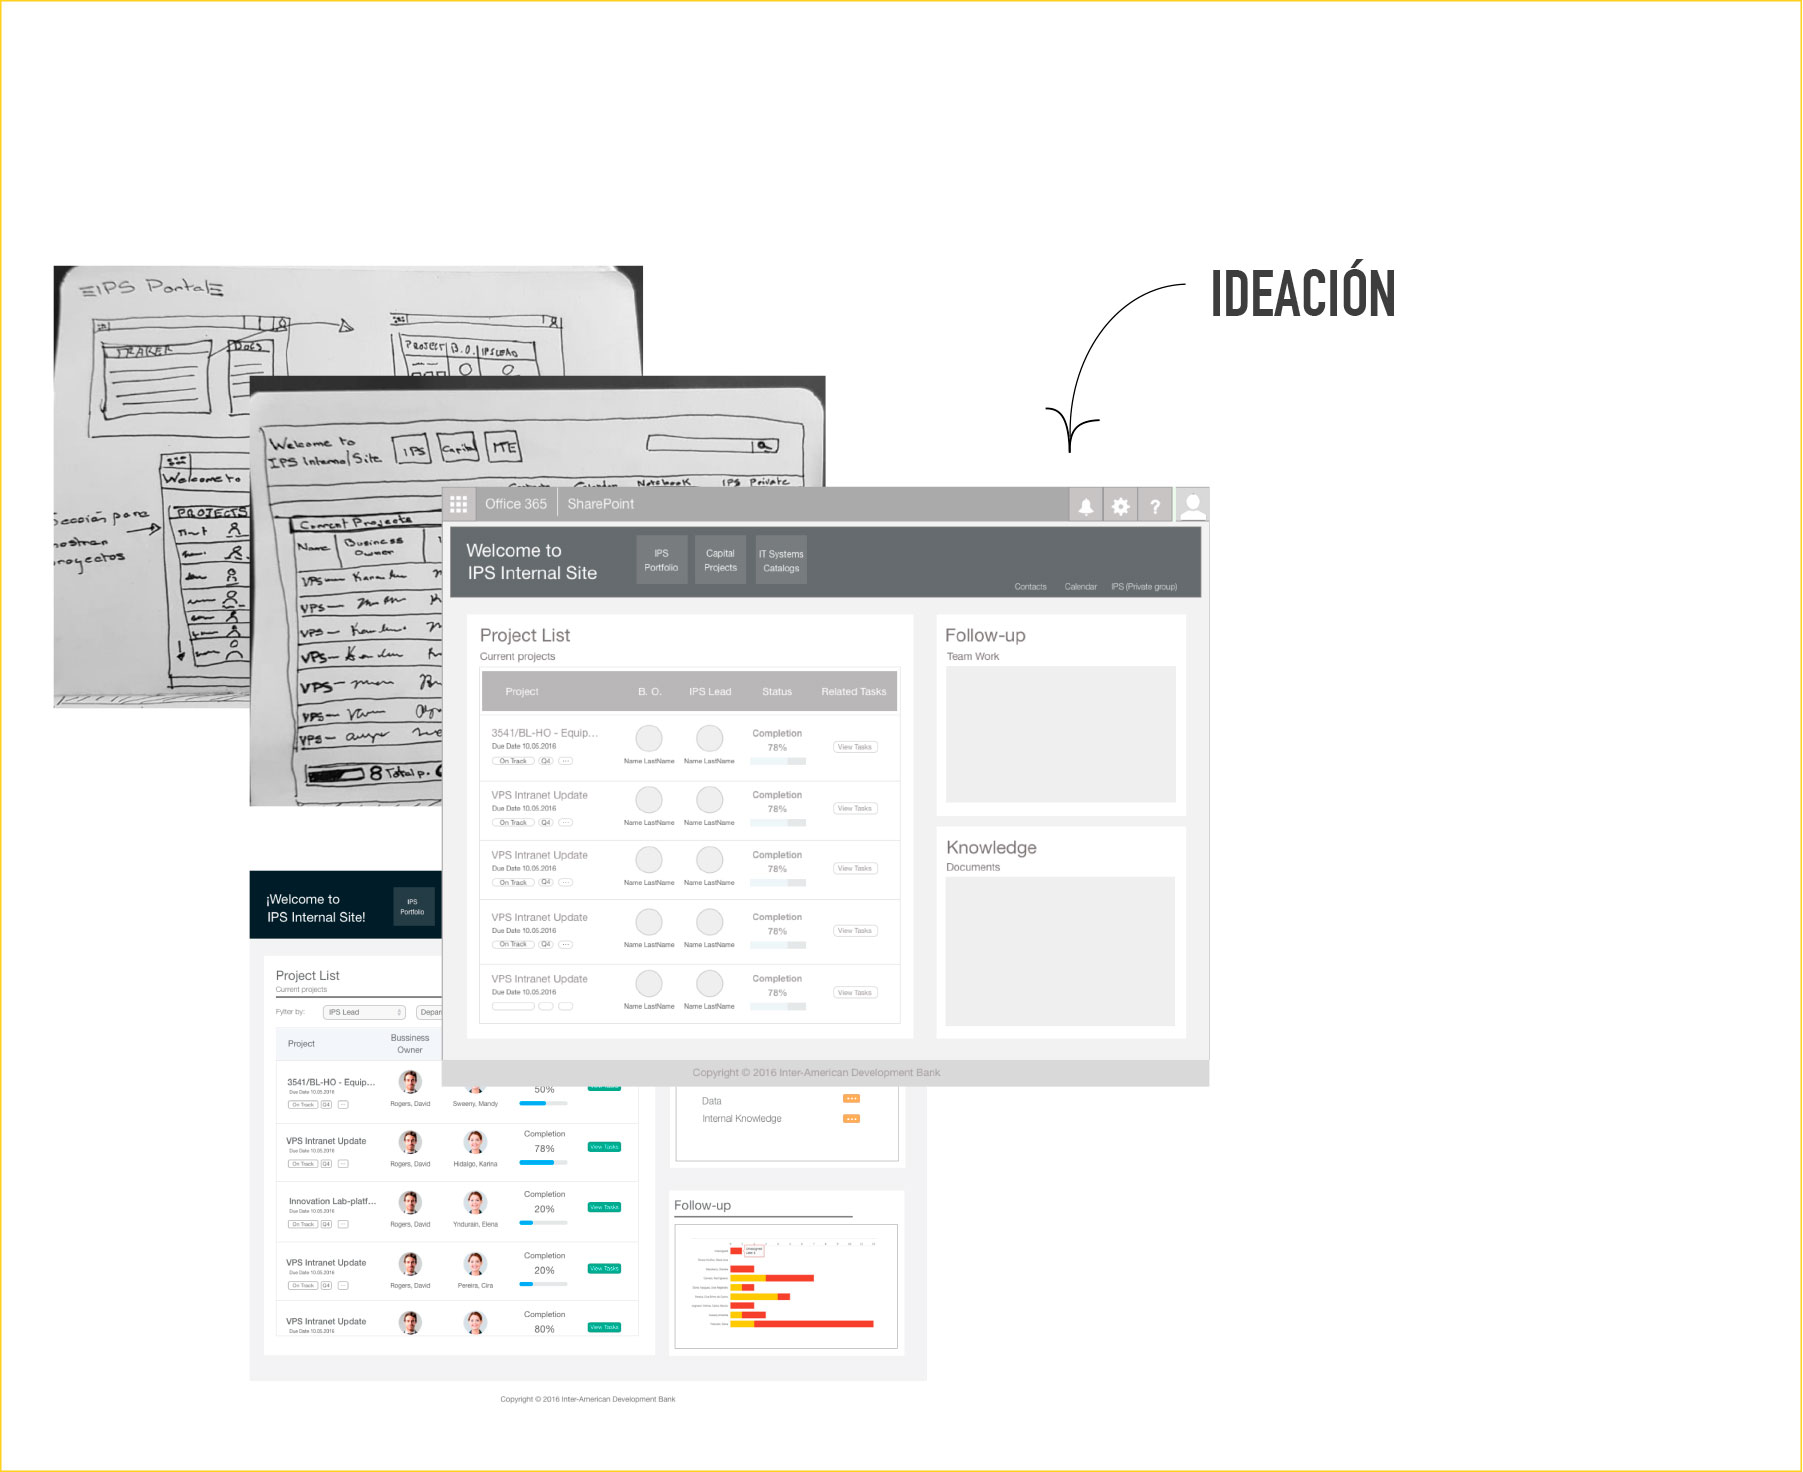 IDEACIÓN
IPS Portal
TRAKER
DOCS
PROJECT B.O. IPS LEAD
Welcome to
PROJECTS
Sección para
mostrar
proyectos
Welcome to
IPS Internal Site
IPS
Capital
ITE
Contacts Calendar Notebook IPS Private
Current Projects
Name
Business
Owner
VPS
VPS
VPS
VPS
VPS
VPS
VPS
8 Total p.
Office 365
SharePoint
?
Welcome to
IPS Internal Site
IPS
Portfolio
Capital
Projects
IT Systems
Catalogs
Contacts Calendar IPS (Private group)
Project List
Current projects
Project B. O. IPS Lead Status Related Tasks
3541/BL-HO - Equip...
Due Date 10.05.2016
On Track Q4 ...
Name LastName Name LastName
Completion
78%
View Tasks
VPS Intranet Update
Due Date 10.05.2016
On Track Q4 ...
Name LastName Name LastName
Completion
78%
View Tasks
VPS Intranet Update
Due Date 10.05.2016
On Track Q4 ...
Name LastName Name LastName
Completion
78%
View Tasks
VPS Intranet Update
Due Date 10.05.2016
On Track Q4 ...
Name LastName Name LastName
Completion
78%
View Tasks
VPS Intranet Update
Due Date 10.05.2016
Name LastName Name LastName
Completion
78%
View Tasks
Follow-up
Team Work
Knowledge
Documents
Copyright © 2016 Inter-American Development Bank
¡Welcome to
IPS Internal Site!
IPS
Portfolio
Project List
Current projects
Fylter by: IPS Lead Depar
Project
Bussiness
Owner
3541/BL-HO - Equip...
Due Date 10.05.2016
On Track Q4 ...
Rogers, David
Sweeny, Mandy
50%
VPS Intranet Update
Due Date 10.05.2016
On Track Q4 ...
Rogers, David
Hidalgo, Karina
Completion
78%
View Tasks
Innovation Lab-platf...
Due Date 10.05.2016
On Track Q4 ...
Rogers, David
Yndurain, Elena
Completion
20%
View Tasks
VPS Intranet Update
Due Date 10.05.2016
On Track Q4 ...
Rogers, David
Pereira, Cira
Completion
20%
View Tasks
VPS Intranet Update
Due Date 10.05.2016
Completion
80%
View Tasks
Data
Internal Knowledge
Follow-up
Copyright © 2016 Inter-American Development Bank